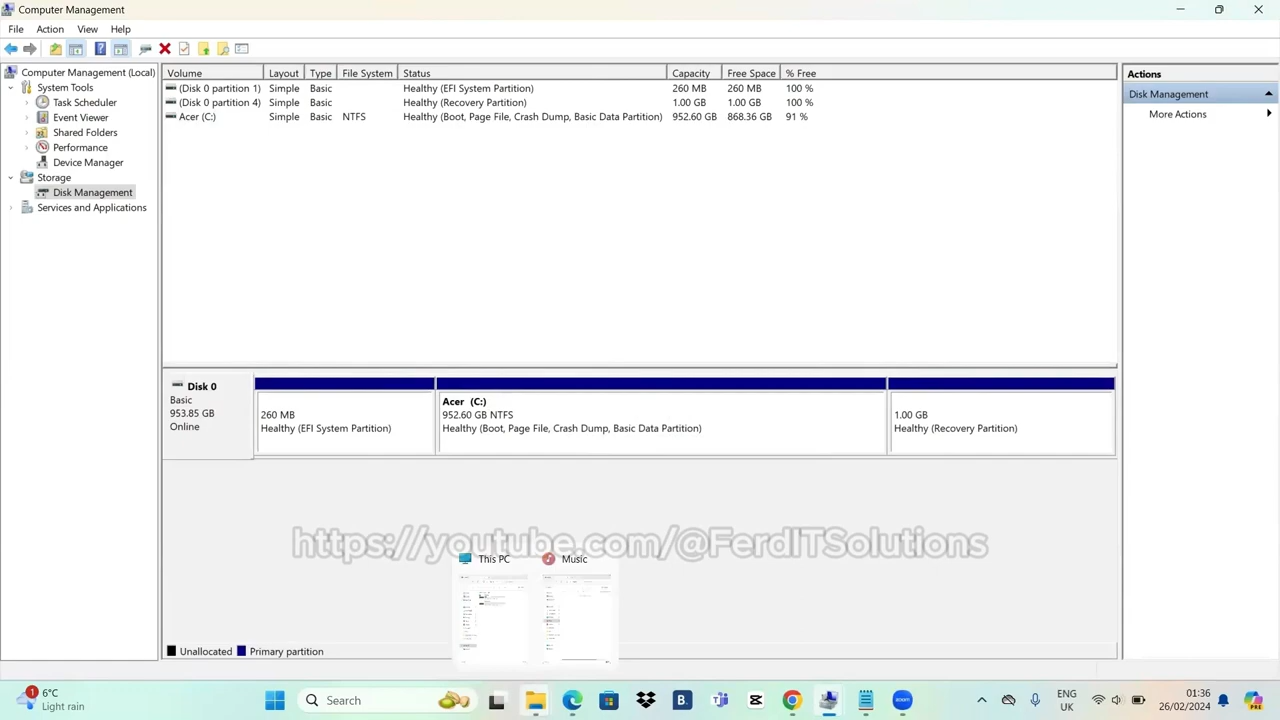 Computer Management
File Action View Help
Computer Management (Local)
System Tools
Task Scheduler
Event Viewer
Shared Folders
Performance
Device Manager
Storage
Disk Management
Services and Applications
Volume Layout Type File System Status Capacity Free Space % Free
(Disk 0 partition 1) Simple Basic Healthy (EFI System Partition) 260 MB 260 MB 100 %
(Disk 0 partition 4) Simple Basic Healthy (Recovery Partition) 1.00 GB 1.00 GB 100 %
Acer (C:) Simple Basic NTFS Healthy (Boot, Page File, Crash Dump, Basic Data Partition) 952.60 GB 868.36 GB 91 %
Actions
Disk Management
More Actions
Disk 0
Basic
953.85 GB
Online
260 MB
Healthy (EFI System Partition)
Acer (C:)
952.60 GB NTFS
Healthy (Boot, Page File, Crash Dump, Basic Data Partition)
1.00 GB
Healthy (Recovery Partition)
https://youtube.com/@FerdITSolutions
This PC Music
Unallocated Primary partition
1
6°C
Light rain
Search
B.
zoom
ENG
UK
01:36
26/02/2024